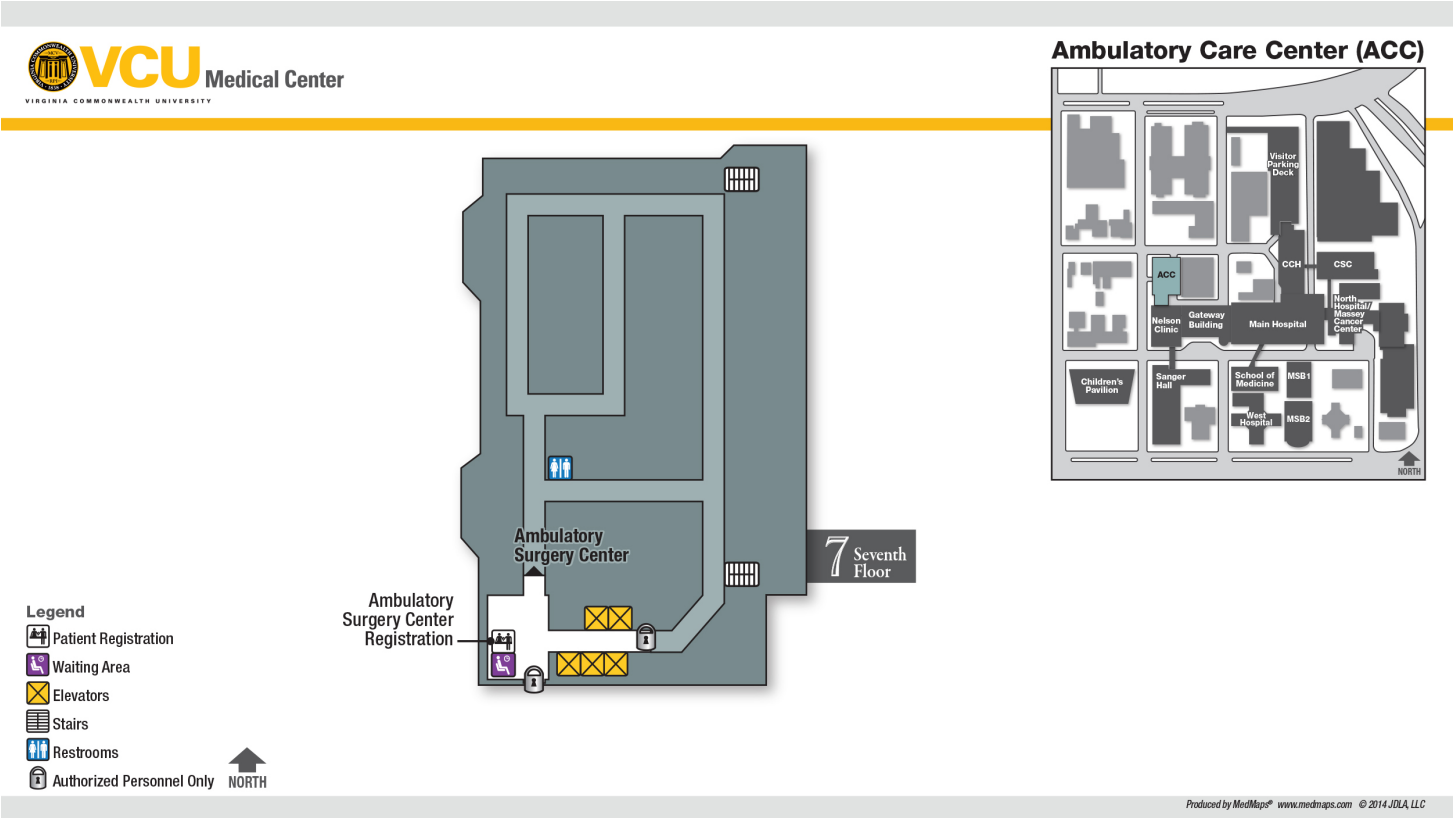 VCU Medical Center
VIRGINIA COMMONWEALTH UNIVERSITY
Ambulatory Care Center (ACC)
Visitor
Parking
Deck
ACC
CCH
CSC
North
Hospital/
Massey
Cancer
Center
Nelson
Clinic
Gateway
Building
Main Hospital
Children's
Pavilion
Sanger
Hall
School of
Medicine
MSB1
West
Hospital
MSB2
NORTH
Ambulatory
Surgery Center
7 Seventh
Floor
Ambulatory
Surgery Center
Registration
Legend
Patient Registration
Waiting Area
Elevators
Stairs
Restrooms
Authorized Personnel Only
NORTH
Produced by MedMaps® www.medmaps.com © 2014 JDLA, LLC